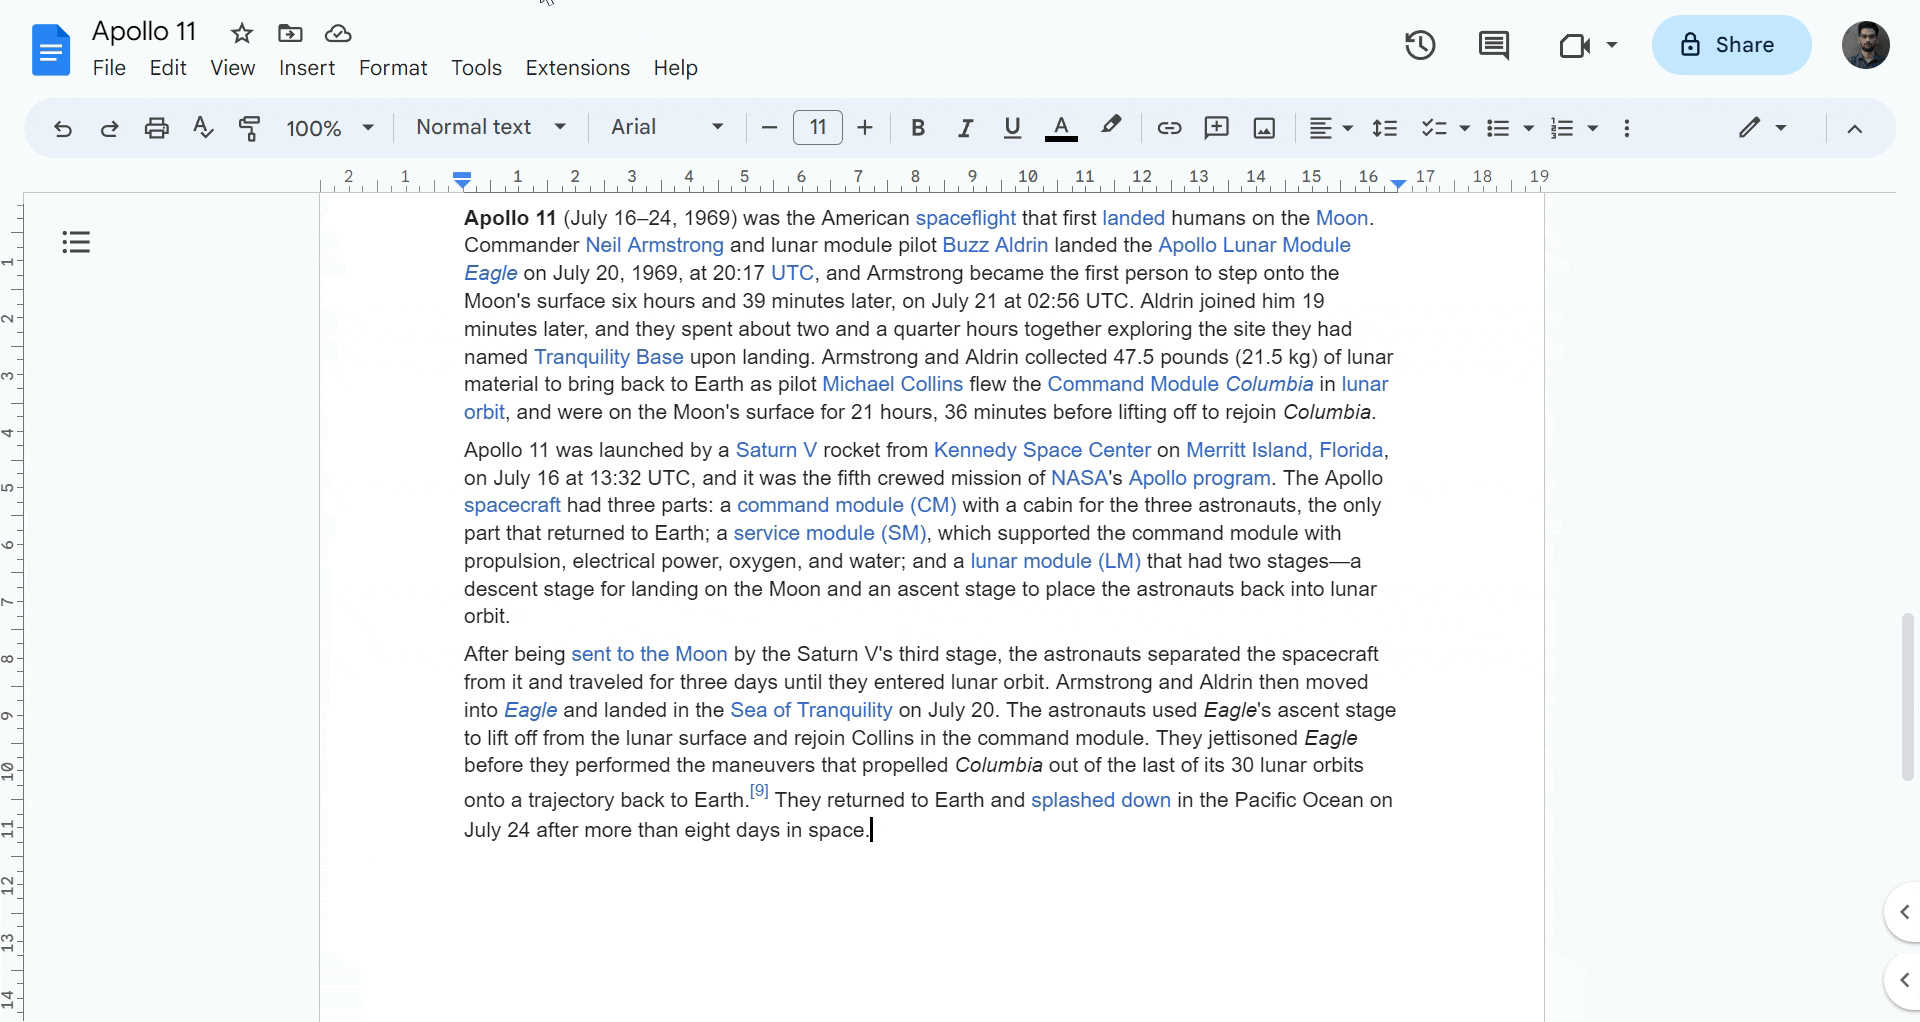 Apollo 11
File Edit View Insert Format Tools Extensions Help
Share
100% Normal text Arial 11 B I U A
2 1 1 2 3 4 5 6 7 8 9 10 11 12 13 14 15 16 17 18 19
Apollo 11 (July 16–24, 1969) was the American spaceflight that first landed humans on the Moon.
Commander Neil Armstrong and lunar module pilot Buzz Aldrin landed the Apollo Lunar Module
Eagle on July 20, 1969, at 20:17 UTC, and Armstrong became the first person to step onto the
Moon's surface six hours and 39 minutes later, on July 21 at 02:56 UTC. Aldrin joined him 19
minutes later, and they spent about two and a quarter hours together exploring the site they had
named Tranquility Base upon landing. Armstrong and Aldrin collected 47.5 pounds (21.5 kg) of lunar
material to bring back to Earth as pilot Michael Collins flew the Command Module Columbia in lunar
orbit, and were on the Moon's surface for 21 hours, 36 minutes before lifting off to rejoin Columbia.
Apollo 11 was launched by a Saturn V rocket from Kennedy Space Center on Merritt Island, Florida,
on July 16 at 13:32 UTC, and it was the fifth crewed mission of NASA's Apollo program. The Apollo
spacecraft had three parts: a command module (CM) with a cabin for the three astronauts, the only
part that returned to Earth; a service module (SM), which supported the command module with
propulsion, electrical power, oxygen, and water; and a lunar module (LM) that had two stages—a
descent stage for landing on the Moon and an ascent stage to place the astronauts back into lunar
orbit.
After being sent to the Moon by the Saturn V's third stage, the astronauts separated the spacecraft
from it and traveled for three days until they entered lunar orbit. Armstrong and Aldrin then moved
into Eagle and landed in the Sea of Tranquility on July 20. The astronauts used Eagle's ascent stage
to lift off from the lunar surface and rejoin Collins in the command module. They jettisoned Eagle
before they performed the maneuvers that propelled Columbia out of the last of its 30 lunar orbits
onto a trajectory back to Earth.[9] They returned to Earth and splashed down in the Pacific Ocean on
July 24 after more than eight days in space.
1
2
3
4
5
6
7
8
9
10
11
12
13
14